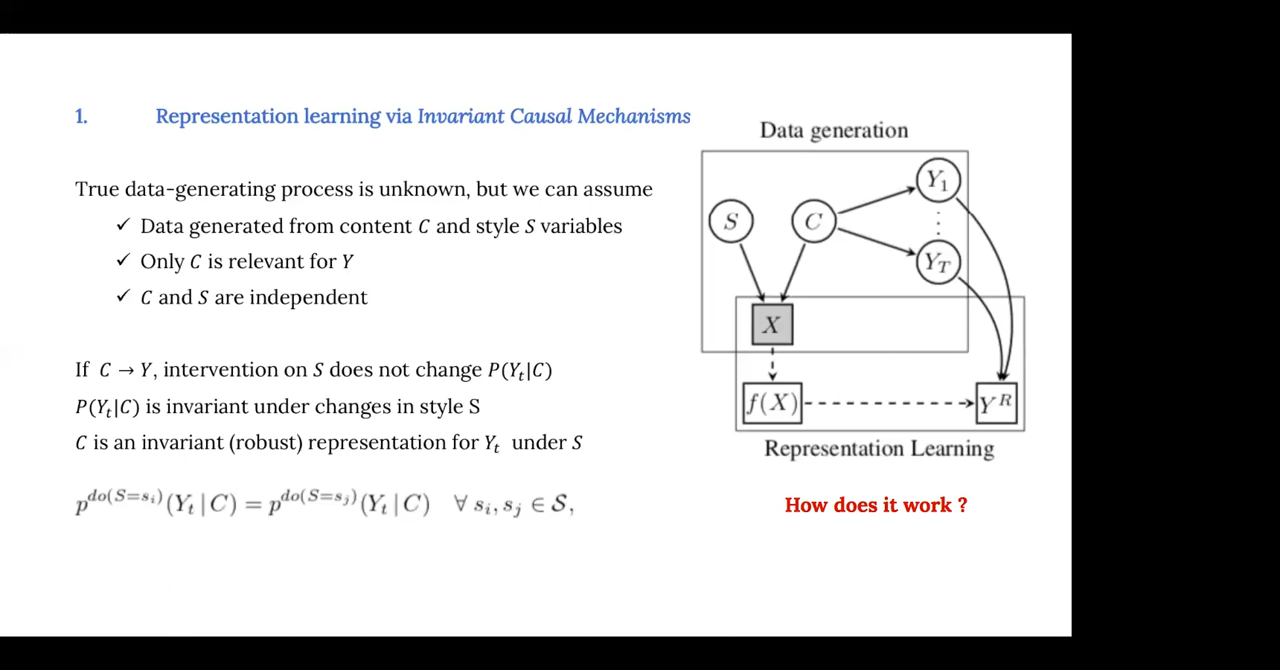 1. Representation learning via Invariant Causal Mechanisms
True data-generating process is unknown, but we can assume
✓ Data generated from content C and style S variables
✓ Only C is relevant for Y
✓ C and S are independent
If C → Y, intervention on S does not change P(Yₜ|C)
P(Yₜ|C) is invariant under changes in style S
C is an invariant (robust) representation for Yₜ under S
p^{do(S=s_i)}(Y_t | C) = p^{do(S=s_j)}(Y_t | C) ∀ s_i, s_j ∈ 𝒮,
Data generation
Y_1
S
C
⋮
Y_T
X
f(X)
Y^R
Representation Learning
How does it work ?